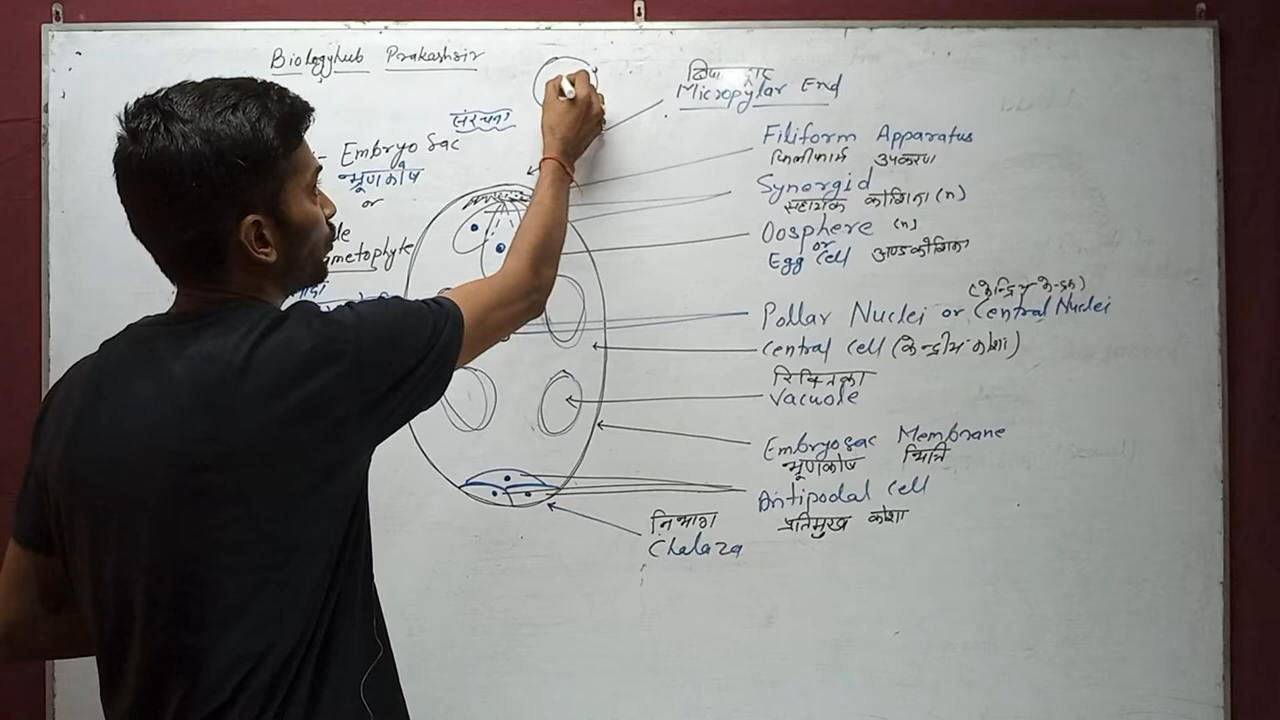 Biologyhub Prakashsir
संरचना
- Embryo Sac
भ्रूणकोष
or
metophyte
Micropylar End
Filiform Apparatus
फिलीफार्म उपकरण
Synergid
सहायक कोशिका (n)
Oosphere (n)
or
Egg cell अण्डकोशिका
Pollar Nuclei or Central Nuclei
Central cell (केन्द्रीय कोशा)
रिक्तिका
Vacuole
Embryosac Membrane
भ्रूणकोष भित्ति
Antipodal cell
प्रतिमुख कोशा
निभाग
Chalaza